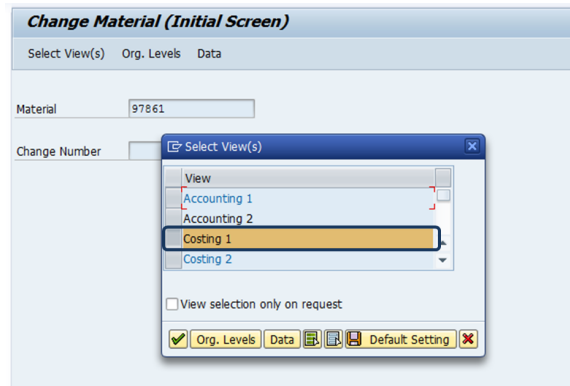 Change Material (Initial Screen)
Select View(s) Org. Levels Data
Material 97861
Change Number
Select View(s)
View
Accounting 1
Accounting 2
Costing 1
Costing 2
View selection only on request
Org. Levels Data Default Setting